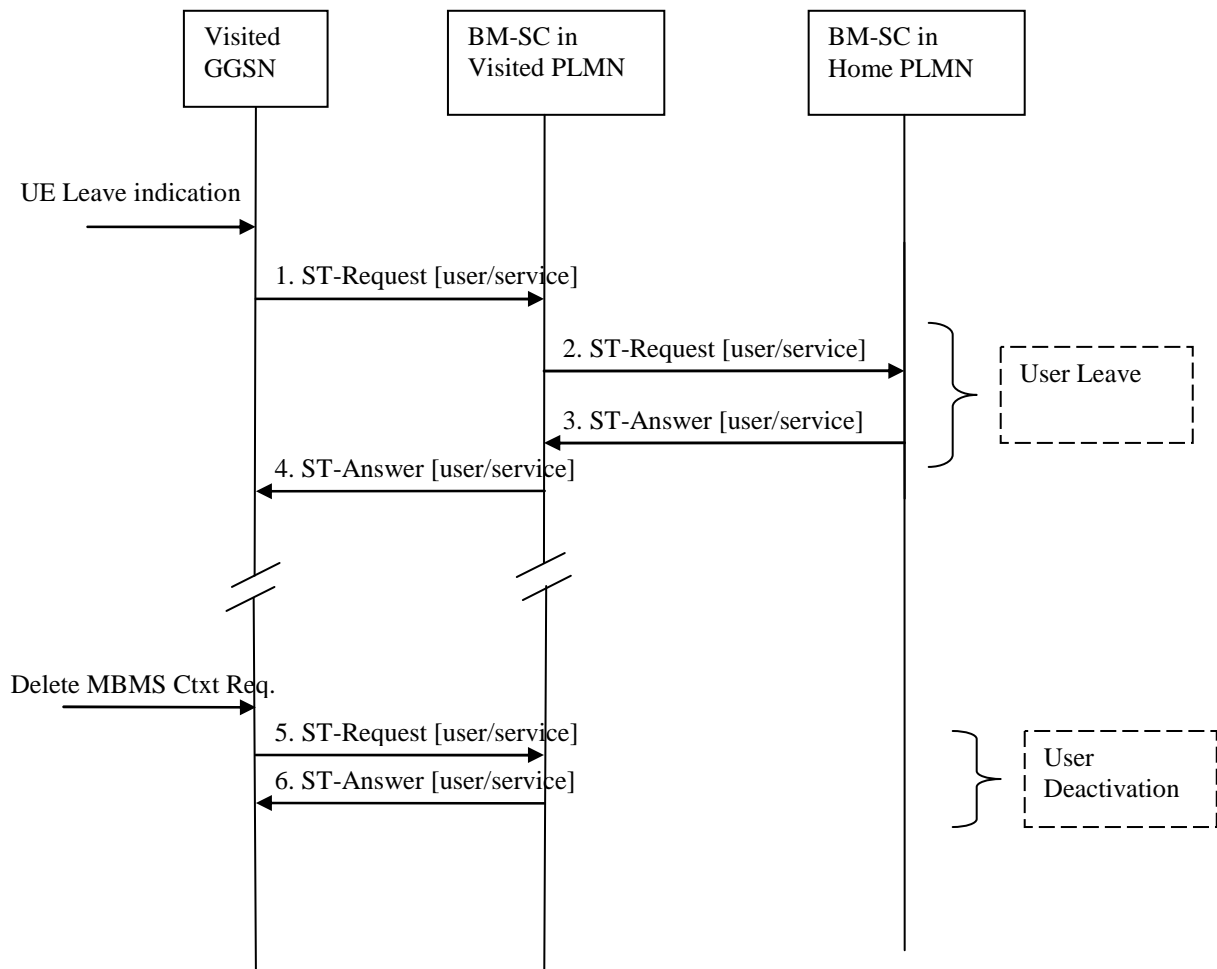 Visited
GGSN
BM-SC in
Visited PLMN
BM-SC in
Home PLMN
UE Leave indication
1. ST-Request [user/service]
2. ST-Request [user/service]
User Leave
3. ST-Answer [user/service]
4. ST-Answer [user/service]
Delete MBMS Ctxt Req.
5. ST-Request [user/service]
6. ST-Answer [user/service]
User
Deactivation